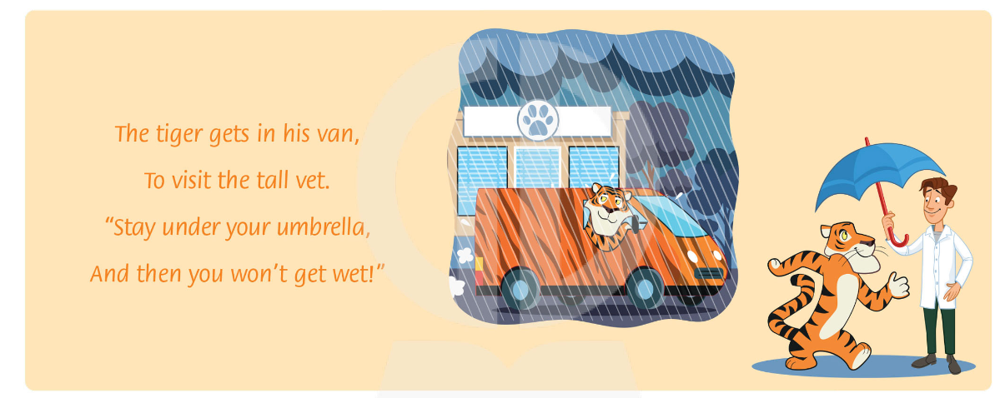 The tiger gets in his van,
To visit the tall vet.
“Stay under your umbrella,
And then you won’t get wet!”